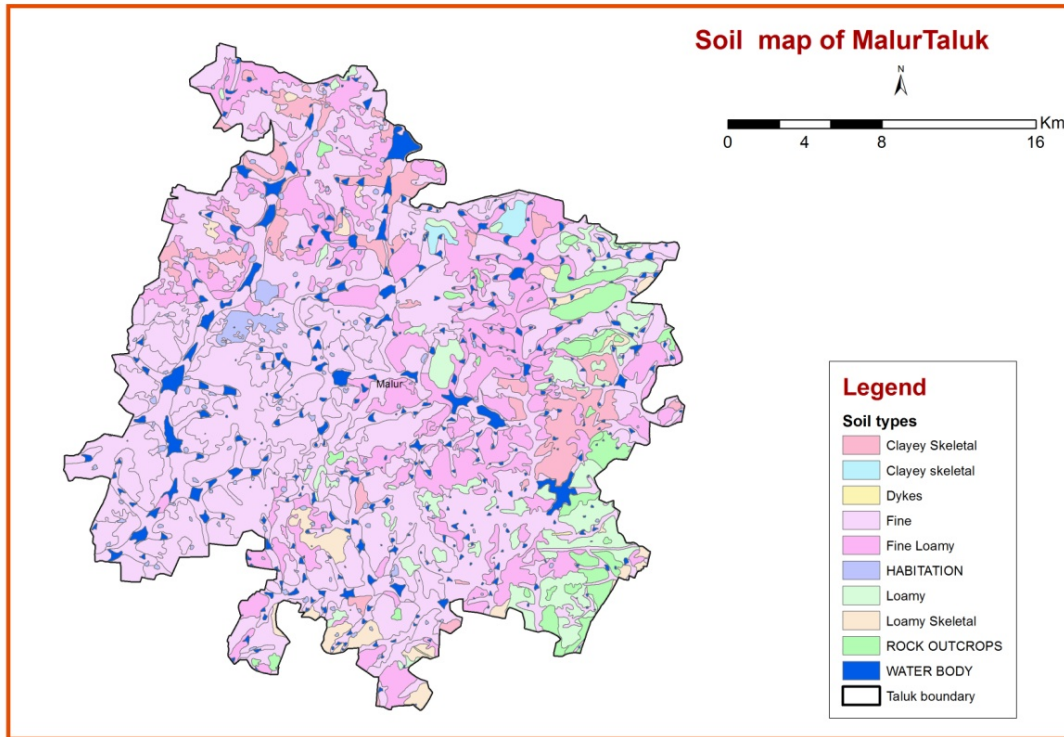 Soil map of MalurTaluk
N
Km
0 4 8 16
Malur
Legend
Soil types
Clayey Skeletal
Clayey skeletal
Dykes
Fine
Fine Loamy
HABITATION
Loamy
Loamy Skeletal
ROCK OUTCROPS
WATER BODY
Taluk boundary